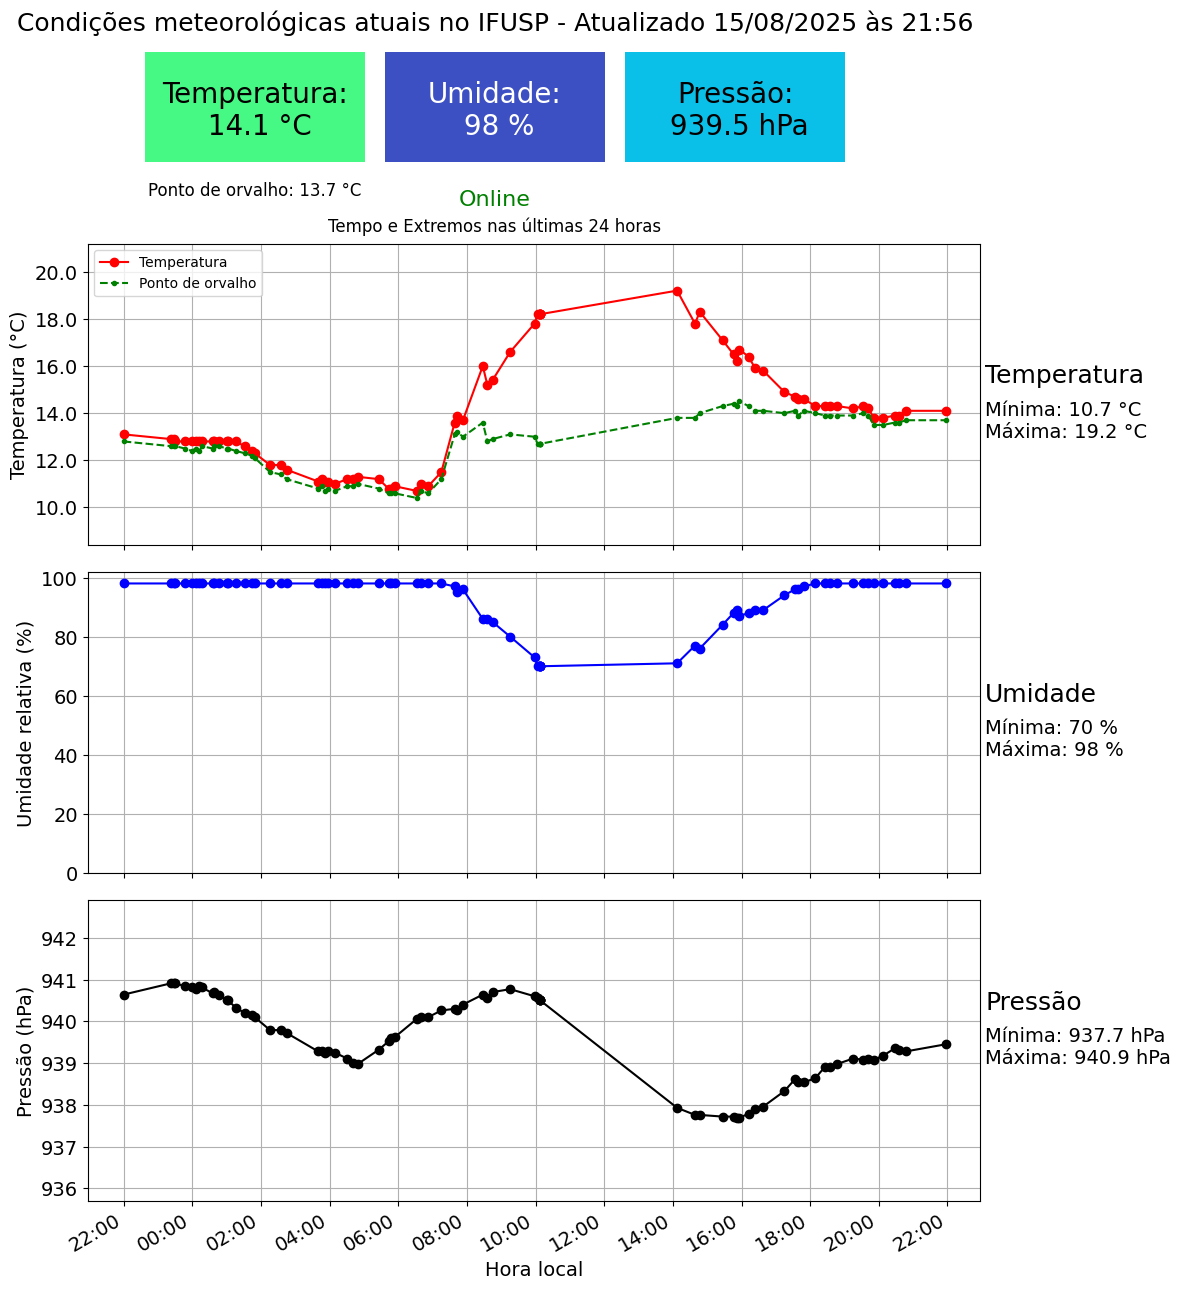 Condições meteorológicas atuais no IFUSP - Atualizado 15/08/2025 às 21:56
Temperatura:
14.1 °C
Umidade:
98 %
Pressão:
939.5 hPa
Ponto de orvalho: 13.7 °C
Online
Tempo e Extremos nas últimas 24 horas
Temperatura
Ponto de orvalho
Temperatura (°C)
20.0
18.0
16.0
14.0
12.0
10.0
Temperatura
Mínima: 10.7 °C
Máxima: 19.2 °C
Umidade relativa (%)
100
80
60
40
20
0
Umidade
Mínima: 70 %
Máxima: 98 %
Pressão (hPa)
942
941
940
939
938
937
936
Pressão
Mínima: 937.7 hPa
Máxima: 940.9 hPa
22:00
00:00
02:00
04:00
06:00
08:00
10:00
12:00
14:00
16:00
18:00
20:00
22:00
Hora local